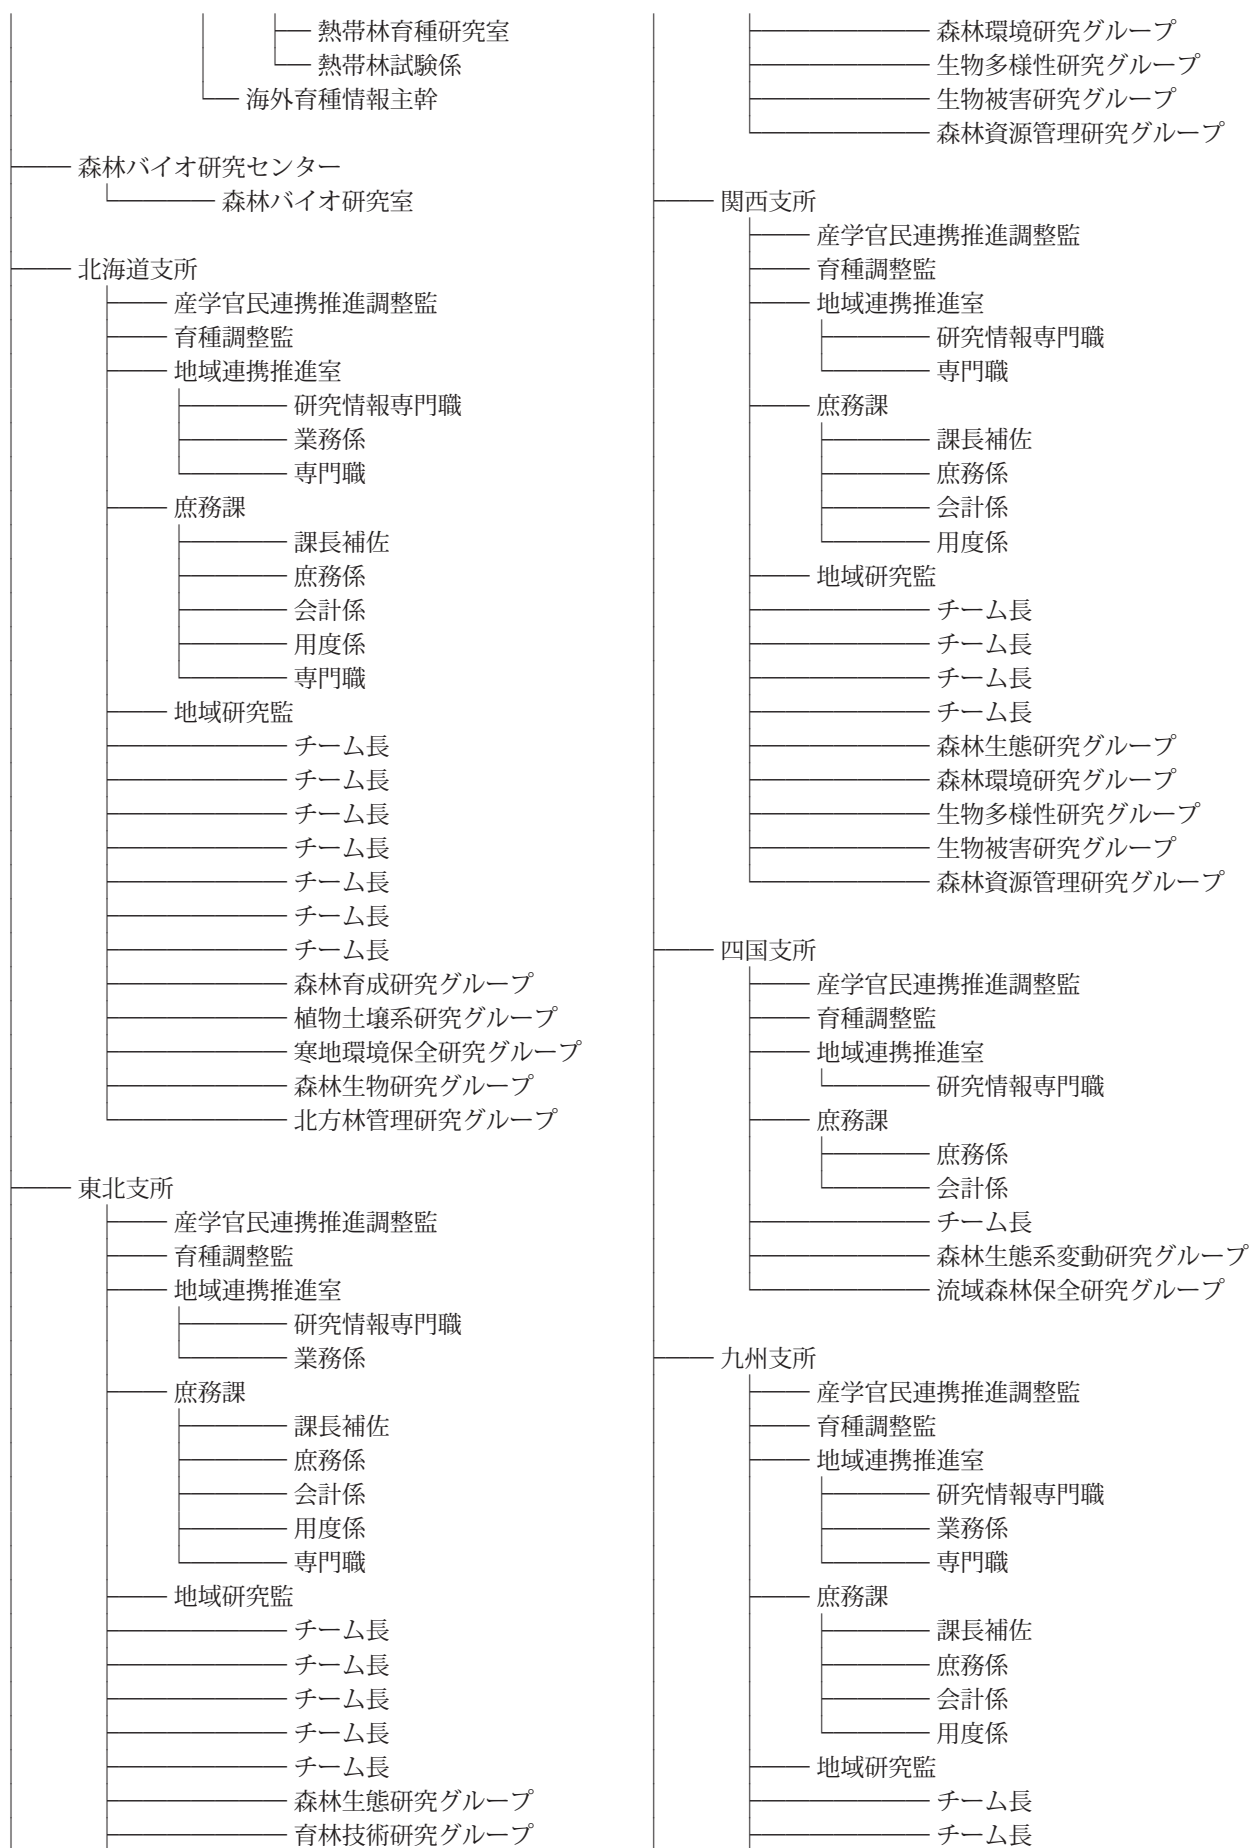 熱帯林育種研究室
熱帯林試験係
海外育種情報主幹
森林バイオ研究センター
森林バイオ研究室
北海道支所
産学官民連携推進調整監
育種調整監
地域連携推進室
研究情報専門職
業務係
専門職
庶務課
課長補佐
庶務係
会計係
用度係
専門職
地域研究監
チーム長
チーム長
チーム長
チーム長
チーム長
チーム長
チーム長
森林育成研究グループ
植物土壌系研究グループ
寒地環境保全研究グループ
森林生物研究グループ
北方林管理研究グループ
東北支所
産学官民連携推進調整監
育種調整監
地域連携推進室
研究情報専門職
業務係
庶務課
課長補佐
庶務係
会計係
用度係
専門職
地域研究監
チーム長
チーム長
チーム長
チーム長
チーム長
森林生態研究グループ
育林技術研究グループ
森林環境研究グループ
生物多様性研究グループ
生物被害研究グループ
森林資源管理研究グループ
関西支所
産学官民連携推進調整監
育種調整監
地域連携推進室
研究情報専門職
専門職
庶務課
課長補佐
庶務係
会計係
用度係
地域研究監
チーム長
チーム長
チーム長
チーム長
森林生態研究グループ
森林環境研究グループ
生物多様性研究グループ
生物被害研究グループ
森林資源管理研究グループ
四国支所
産学官民連携推進調整監
育種調整監
地域連携推進室
研究情報専門職
庶務課
庶務係
会計係
チーム長
森林生態系変動研究グループ
流域森林保全研究グループ
九州支所
産学官民連携推進調整監
育種調整監
地域連携推進室
研究情報専門職
業務係
専門職
庶務課
課長補佐
庶務係
会計係
用度係
地域研究監
チーム長
チーム長